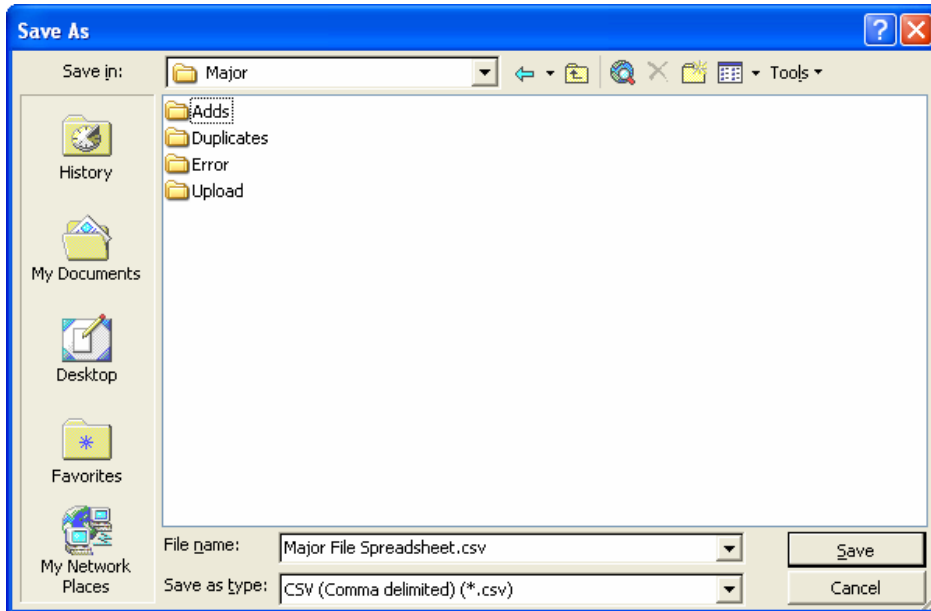 Save As
Save in:
Major
Tools
Adds
Duplicates
Error
Upload
History
My Documents
Desktop
Favorites
My Network
Places
File name:
Major File Spreadsheet.csv
Save
Save as type:
CSV (Comma delimited) (*.csv)
Cancel